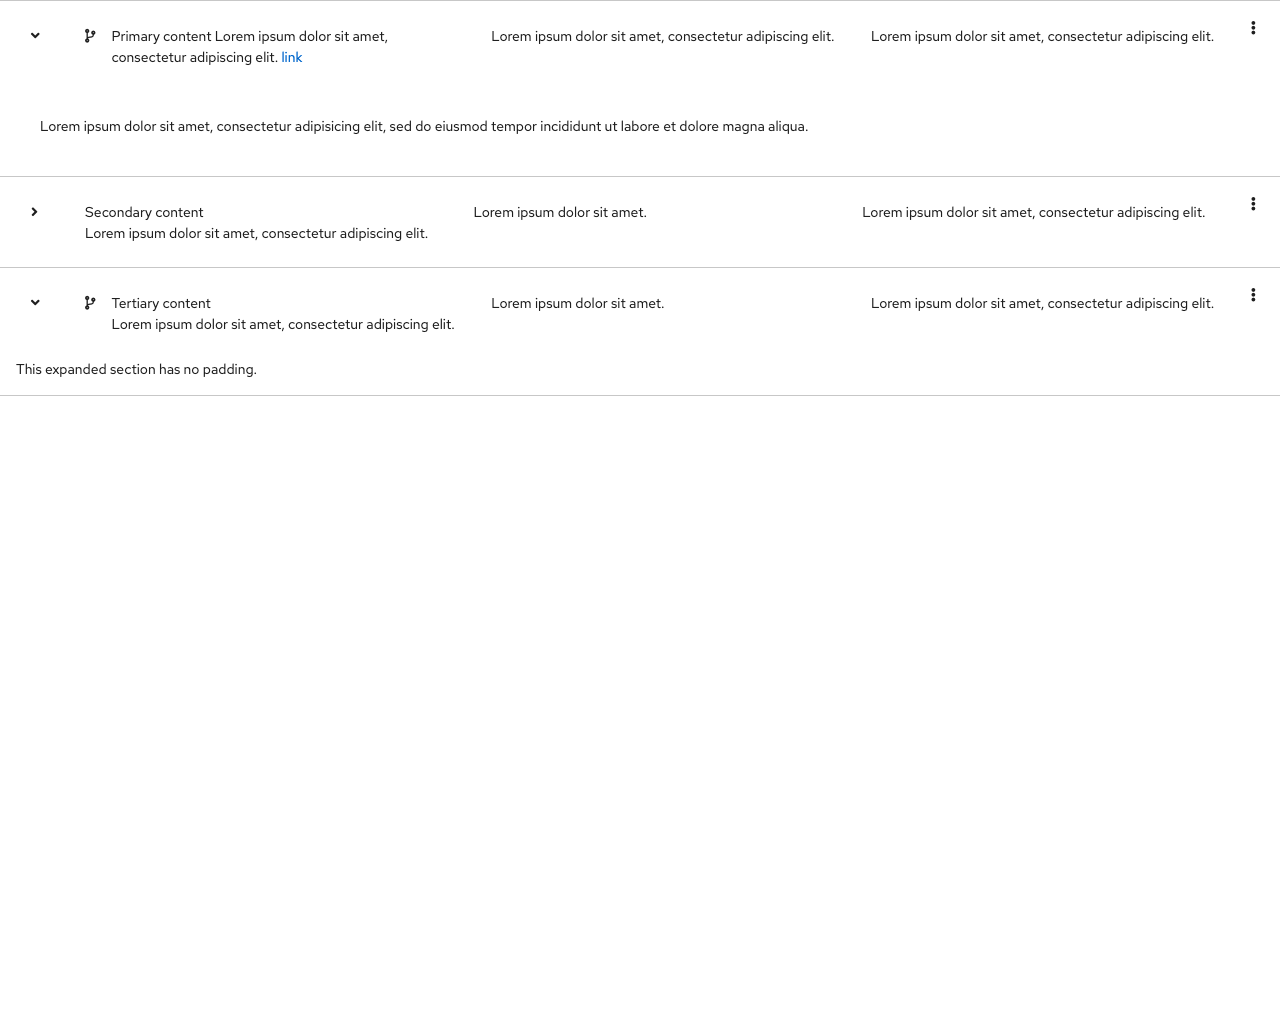 Primary content Lorem ipsum dolor sit amet,
consectetur adipiscing elit. link
Lorem ipsum dolor sit amet, consectetur adipiscing elit.
Lorem ipsum dolor sit amet, consectetur adipiscing elit.
Lorem ipsum dolor sit amet, consectetur adipisicing elit, sed do eiusmod tempor incididunt ut labore et dolore magna aliqua.
Secondary content
Lorem ipsum dolor sit amet, consectetur adipiscing elit.
Lorem ipsum dolor sit amet.
Lorem ipsum dolor sit amet, consectetur adipiscing elit.
Tertiary content
Lorem ipsum dolor sit amet, consectetur adipiscing elit.
Lorem ipsum dolor sit amet.
Lorem ipsum dolor sit amet, consectetur adipiscing elit.
This expanded section has no padding.